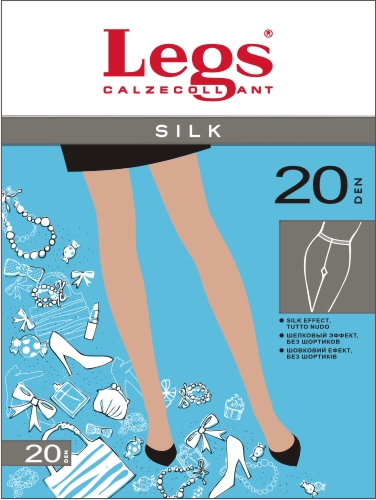 Legs®
CALZECOLLANT
SILK
20 DEN
• SILK EFFECT,
TUTTO NUDO
• ШЕЛКОВЫЙ ЭФФЕКТ,
БЕЗ ШОРТИКОВ
• ШОВКОВИЙ ЕФЕКТ,
БЕЗ ШОРТИКІВ
20 DEN